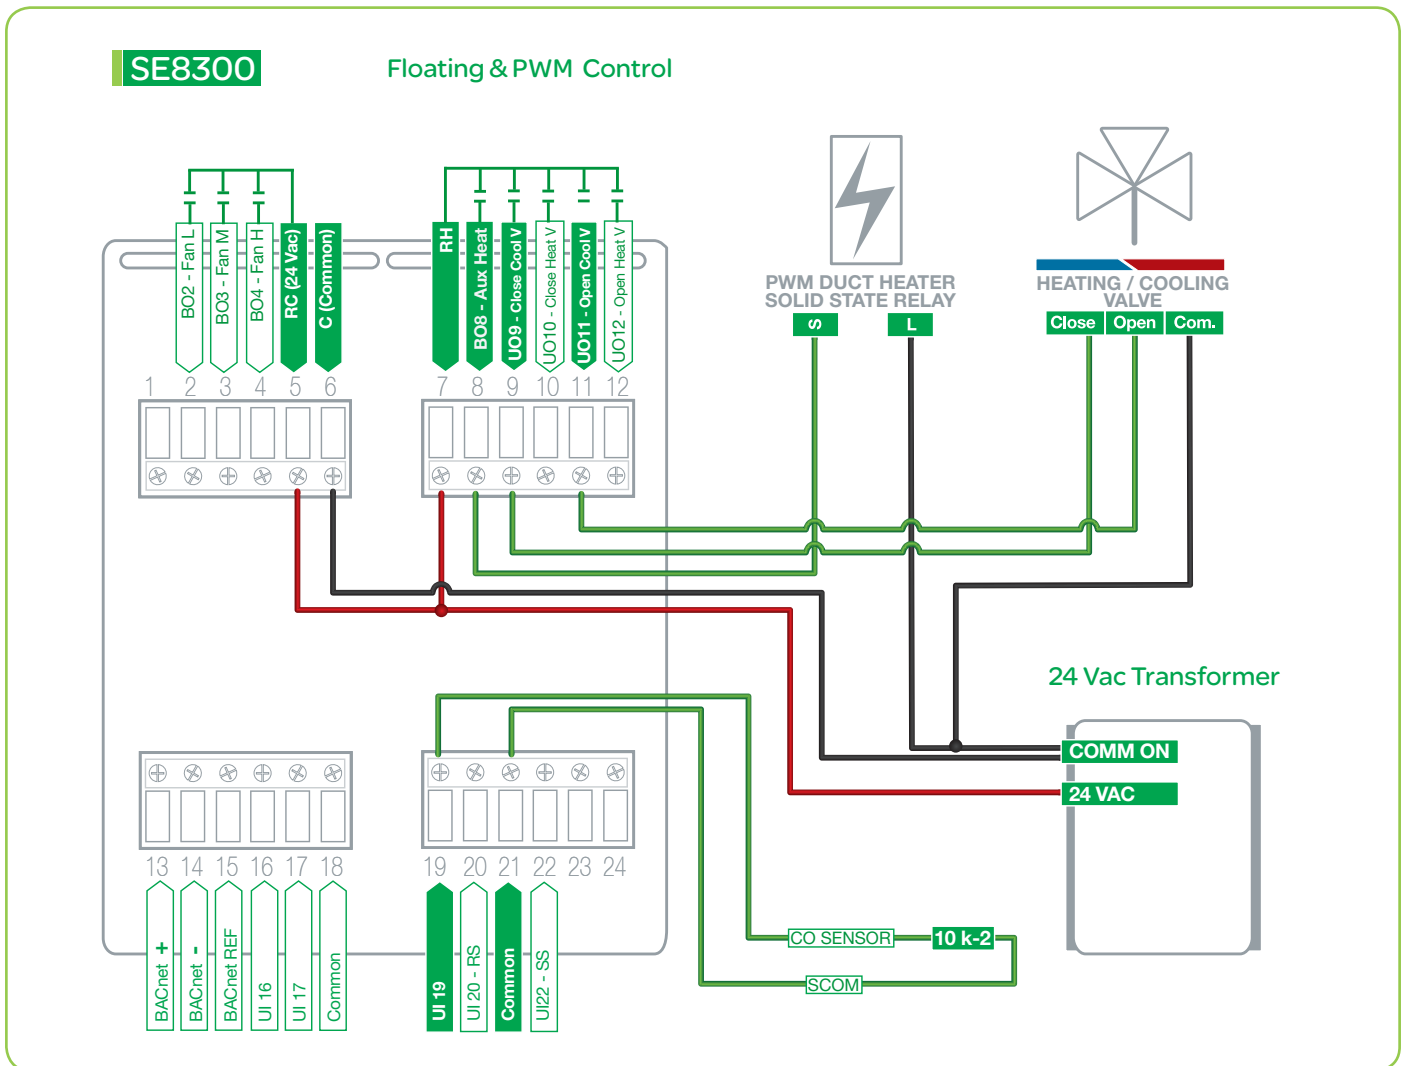 SE8300
Floating & PWM Control
BO2 - Fan L
BO3 - Fan M
BO4 - Fan H
RC (24 Vac)
C (Common)
RH
BO8 - Aux Heat
UO9 - Close Cool V
UO10 - Close Heat V
UO11 - Open Cool V
UO12 - Open Heat V
1 2 3 4 5 6
7 8 9 10 11 12
PWM DUCT HEATER
SOLID STATE RELAY
S
L
HEATING / COOLING
VALVE
Close
Open
Com.
24 Vac Transformer
COMM ON
24 VAC
13 14 15 16 17 18
19 20 21 22 23 24
BACnet +
BACnet -
BACnet REF
UI 16
UI 17
Common
UI 19
UI 20 - RS
Common
UI22 - SS
CO SENSOR
10 k-2
SCOM